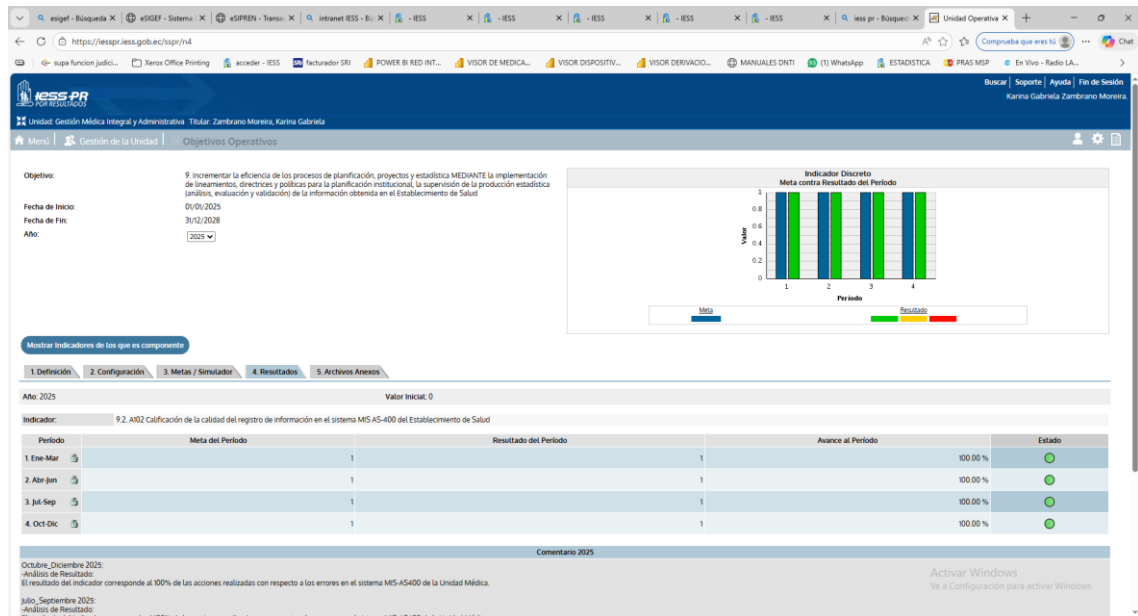 esigef - Búsqueda
eSIGEF - Sistema
eSIPREN - Transac
intranet IESS - Bú
- IESS
- IESS
- IESS
- IESS
iess pr - Búsqued
Unidad Operativa
https://iesspr.iess.gob.ec/sspr/n4
Comprueba que eres tú
Chat
supa funcion judici...
Xerox Office Printing
acceder - IESS
SRI
facturador SRI
POWER BI RED INT...
VISOR DE MEDICA...
VISOR DISPOSITIV...
VISOR DERIVACIO...
MANUALES DNTI
(1) WhatsApp
ESTADISTICA
PRAS MSP
En Vivo - Radio LA...
IESS-PR
POR RESULTADOS
Buscar | Soporte | Ayuda | Fin de Sesión
Karina Gabriela Zambrano Moreira.
Unidad: Gestión Médica Integral y Administrativa Titular: Zambrano Moreira, Karina Gabriela
Menú | Gestión de la Unidad | Objetivos Operativos
Objetivo: 9. Incrementar la eficiencia de los procesos de planificación, proyectos y estadística MEDIANTE la implementación
de lineamientos, directrices y políticas para la planificación institucional, la supervisión de la producción estadística
(análisis, evaluación y validación) de la información obtenida en el Establecimiento de Salud
Fecha de Inicio: 01/01/2025
Fecha de Fin: 31/12/2028
Año: 2025
Indicador Discreto
Meta contra Resultado del Período
Valor
1
0.8
0.6
0.4
0.2
0
1 2 3 4
Período
Meta Resultado
Mostrar Indicadores de los que es componente
1. Definición 2. Configuración 3. Metas / Simulador 4. Resultados 5. Archivos Anexos
Año: 2025 Valor Inicial: 0
Indicador: 9.2. A102 Calificación de la calidad del registro de información en el sistema MIS AS-400 del Establecimiento de Salud
Período Meta del Período Resultado del Período Avance al Período Estado
1. Ene-Mar 1 1 100.00 %
2. Abr-Jun 1 1 100.00 %
3. Jul-Sep 1 1 100.00 %
4. Oct-Dic 1 1 100.00 %
Comentario 2025
Octubre_Diciembre 2025:
-Análisis de Resultado:
El resultado del indicador corresponde al 100% de las acciones realizadas con respecto a los errores en el sistema MIS-AS400 de la Unidad Médica.
Julio_Septiembre 2025:
-Análisis de Resultado:
Activar Windows
Ve a Configuración para activar Windows.